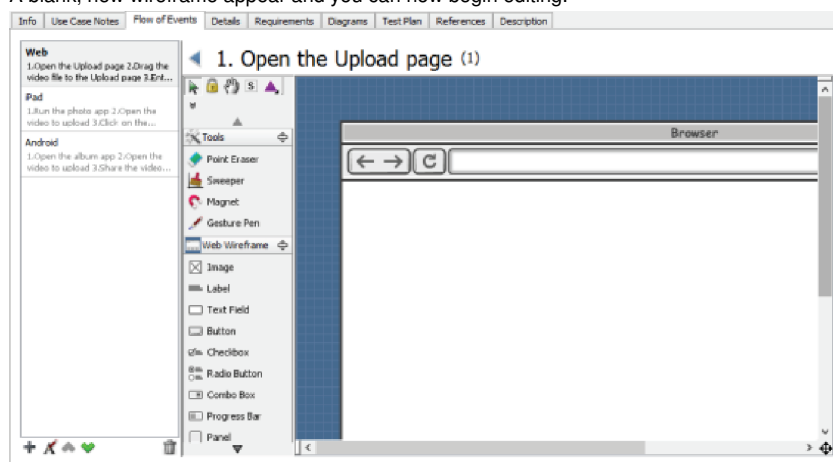 A blank, new wireframe appear and you can now begin editing.
Info Use Case Notes Flow of Events Details Requirements Diagrams Test Plan References Description
Web
1.Open the Upload page 2.Drag the
video file to the Upload page 3.Ent...
iPad
1.Run the photo app 2.Open the
video to upload 3.Click on the...
Android
1.Open the album app 2.Open the
video to upload 3.Share the video...
1. Open the Upload page (1)
S
Tools
Point Eraser
Sweeper
Magnet
Gesture Pen
Web Wireframe
Image
Label
Text Field
Button
Checkbox
Radio Button
Combo Box
Progress Bar
Panel
Browser